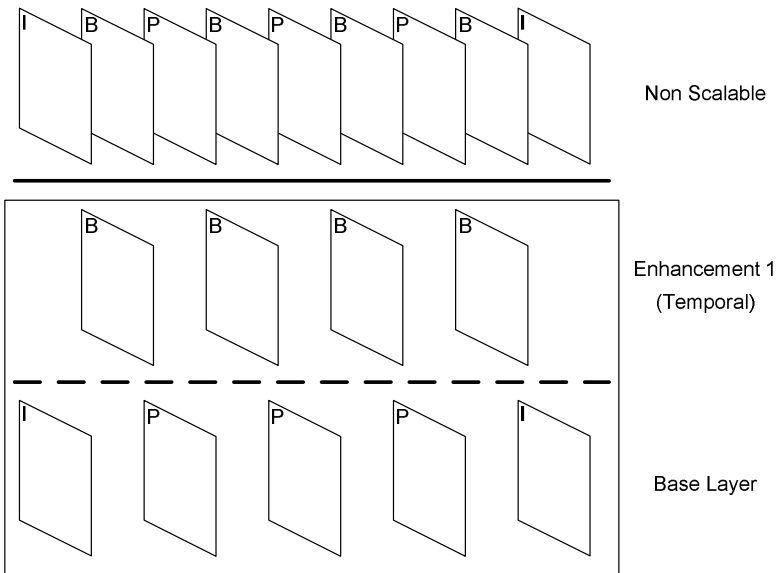 I B P B P B P B I
Non Scalable
B B B B
Enhancement 1
(Temporal)
I P P P I
Base Layer